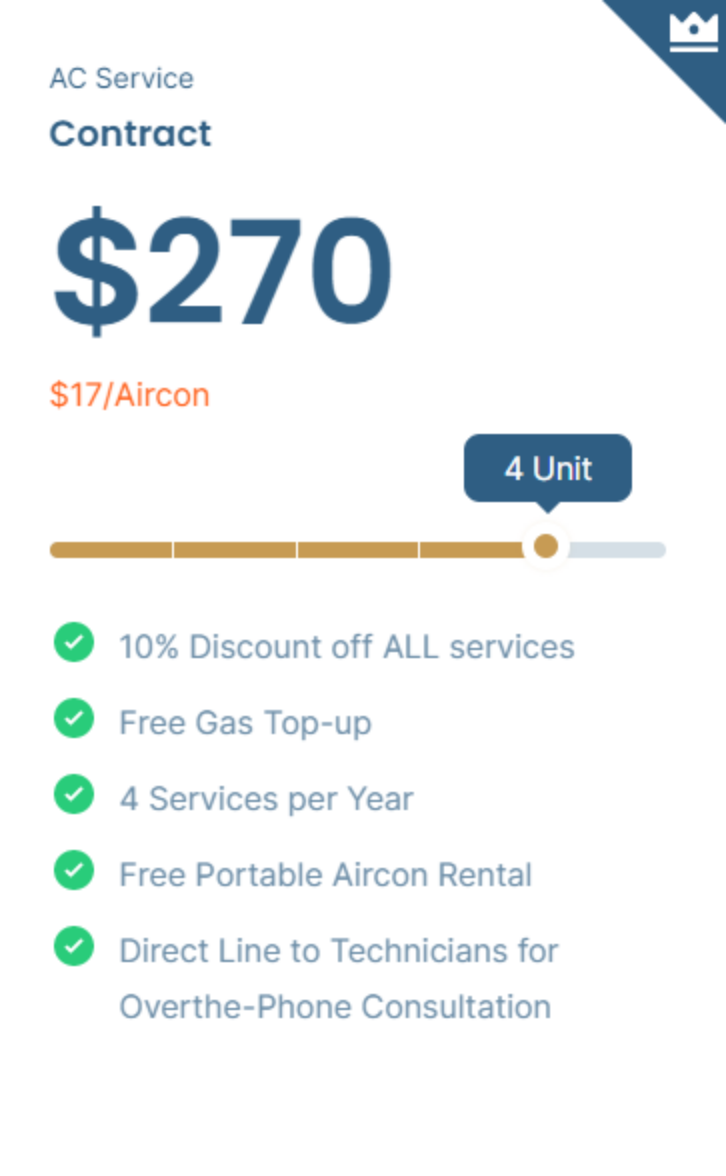 AC Service
Contract
$270
$17/Aircon
4 Unit
10% Discount off ALL services
Free Gas Top-up
4 Services per Year
Free Portable Aircon Rental
Direct Line to Technicians for
Overthe-Phone Consultation